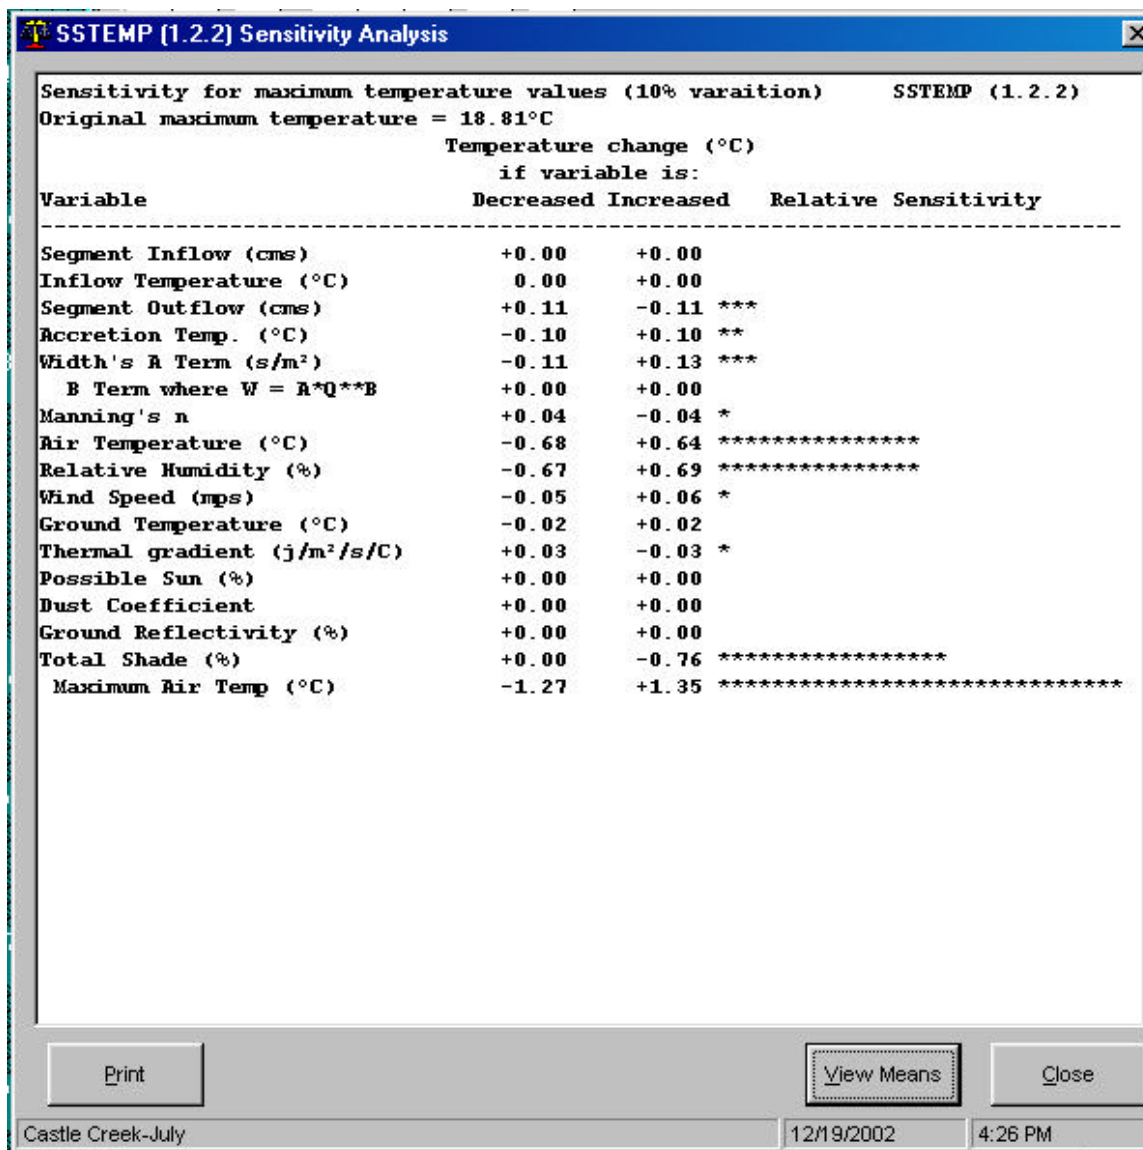 SSTEMP (1.2.2) Sensitivity Analysis
Sensitivity for maximum temperature values (10% varaition) SSTEMP (1.2.2)
Original maximum temperature = 18.81°C
Temperature change (°C)
if variable is:
Variable Decreased Increased Relative Sensitivity
--------------------------------------------------------------------------------
Segment Inflow (cms) +0.00 +0.00
Inflow Temperature (°C) 0.00 +0.00
Segment Outflow (cms) +0.11 -0.11 ***
Accretion Temp. (°C) -0.10 +0.10 **
Width's A Term (s/m²) -0.11 +0.13 ***
B Term where W = A*Q**B +0.00 +0.00
Manning's n +0.04 -0.04 *
Air Temperature (°C) -0.68 +0.64 ***************
Relative Humidity (%) -0.67 +0.69 ***************
Wind Speed (mps) -0.05 +0.06 *
Ground Temperature (°C) -0.02 +0.02
Thermal gradient (j/m²/s/C) +0.03 -0.03 *
Possible Sun (%) +0.00 +0.00
Dust Coefficient +0.00 +0.00
Ground Reflectivity (%) +0.00 +0.00
Total Shade (%) +0.00 -0.76 *****************
Maximum Air Temp (°C) -1.27 +1.35 ******************************
Print View Means Close
Castle Creek-July 12/19/2002 4:26 PM